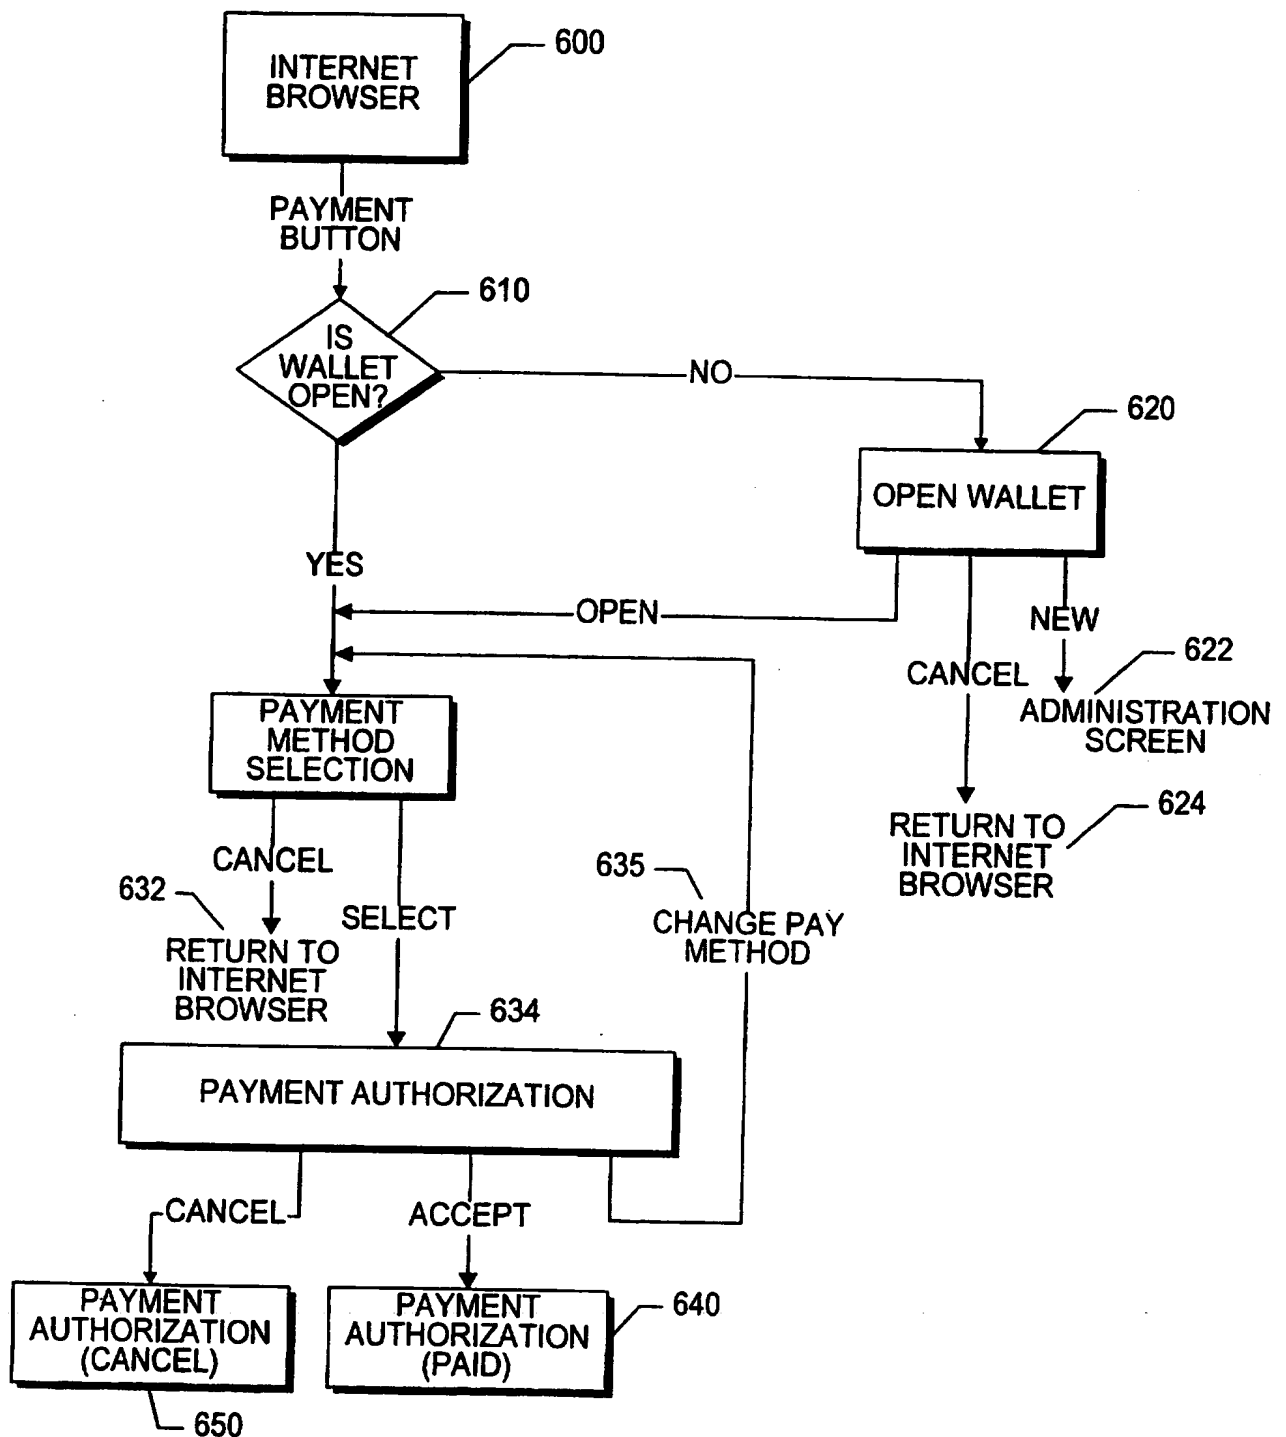 600
INTERNET
BROWSER
PAYMENT
BUTTON
610
IS
WALLET
OPEN?
NO
620
OPEN WALLET
YES
OPEN
NEW
622
CANCEL
ADMINISTRATION
SCREEN
PAYMENT
METHOD
SELECTION
624
RETURN TO
INTERNET
BROWSER
CANCEL
635
632
SELECT
CHANGE PAY
METHOD
RETURN TO
INTERNET
BROWSER
634
PAYMENT AUTHORIZATION
CANCEL
ACCEPT
PAYMENT
AUTHORIZATION
(CANCEL)
PAYMENT
AUTHORIZATION
(PAID)
640
650